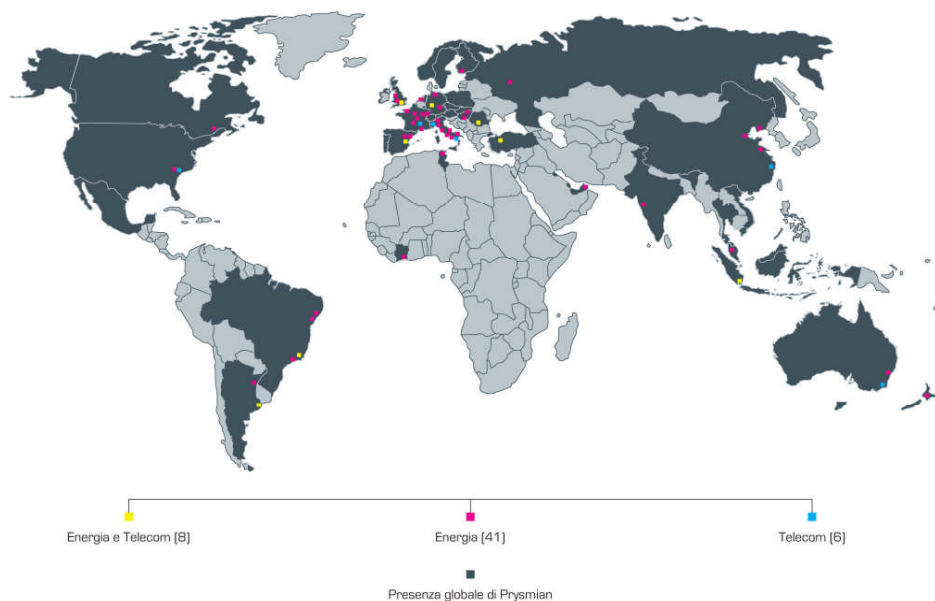 Energia e Telecom (8)
Energia (41)
Telecom (6)
Presenza globale di Prysmian